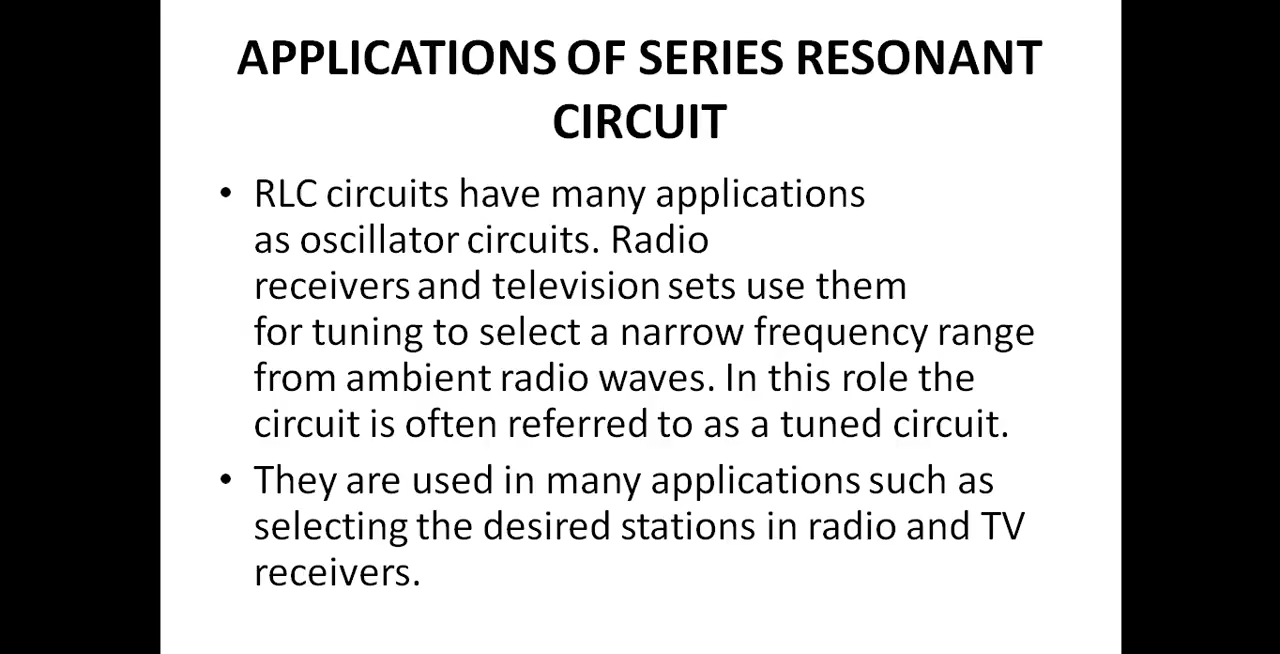 APPLICATIONS OF SERIES RESONANT
CIRCUIT
• RLC circuits have many applications
as oscillator circuits. Radio
receivers and television sets use them
for tuning to select a narrow frequency range
from ambient radio waves. In this role the
circuit is often referred to as a tuned circuit.
• They are used in many applications such as
selecting the desired stations in radio and TV
receivers.